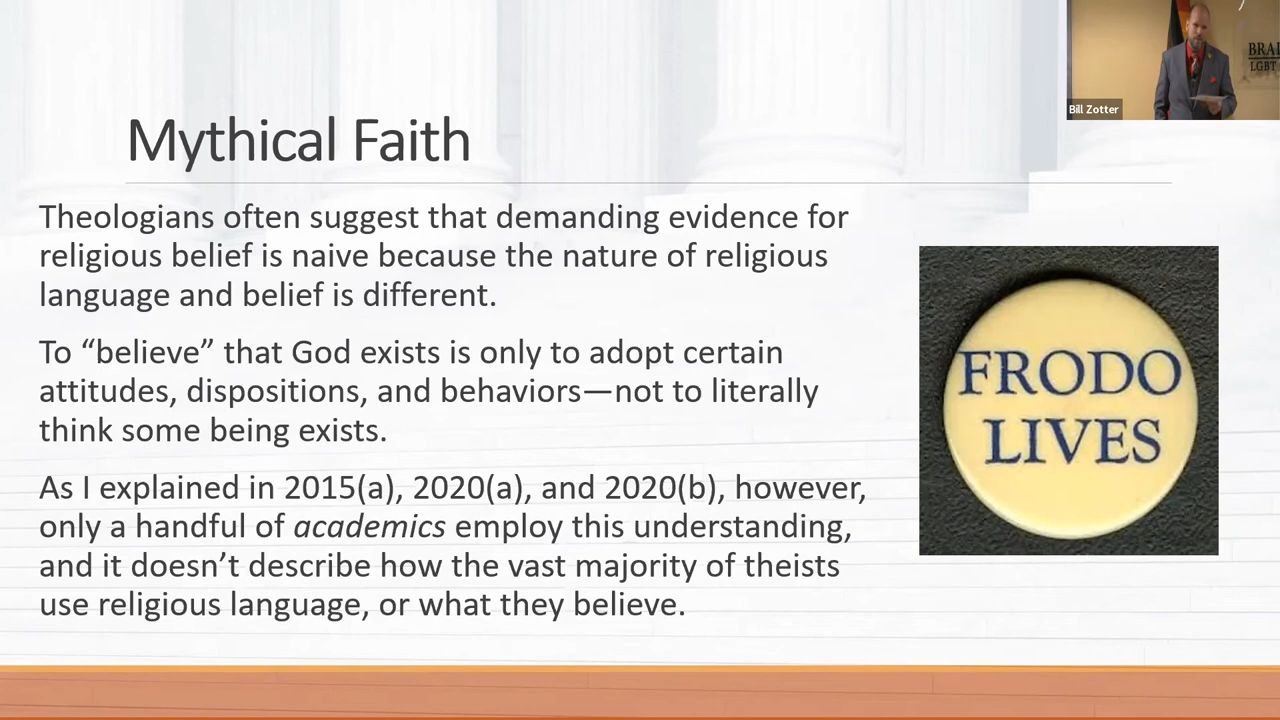 Mythical Faith
Theologians often suggest that demanding evidence for
religious belief is naive because the nature of religious
language and belief is different.
To “believe” that God exists is only to adopt certain
attitudes, dispositions, and behaviors—not to literally
think some being exists.
As I explained in 2015(a), 2020(a), and 2020(b), however,
only a handful of academics employ this understanding,
and it doesn’t describe how the vast majority of theists
use religious language, or what they believe.
FRODO
LIVES
Bill Zotter
LGBT